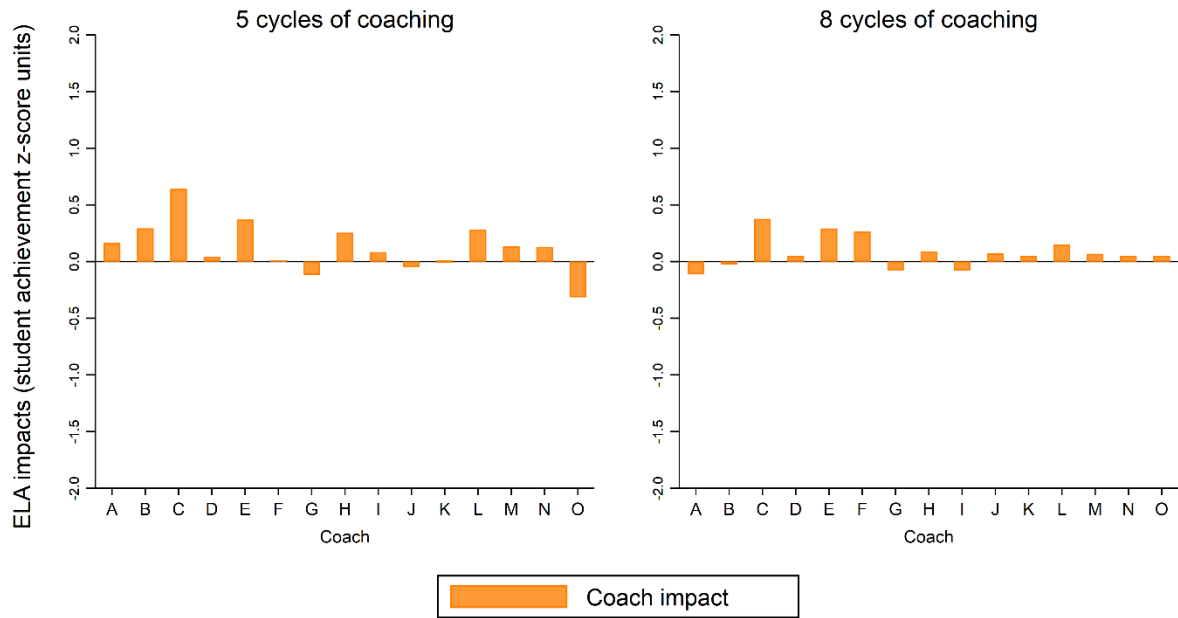 5 cycles of coaching
8 cycles of coaching
ELA impacts (student achievement z-score units)
2.0
1.5
1.0
0.5
0.0
-0.5
-1.0
-1.5
-2.0
A B C D E F G H I J K L M N O
Coach
2.0
1.5
1.0
0.5
0.0
-0.5
-1.0
-1.5
-2.0
A B C D E F G H I J K L M N O
Coach
Coach impact